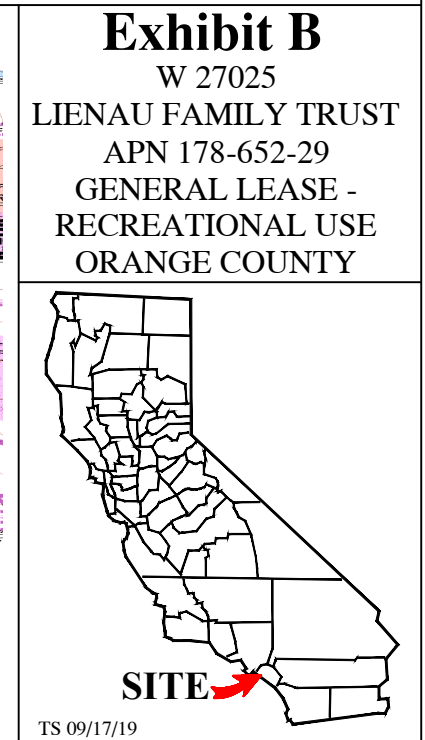 Exhibit B
W 27025
LIENAU FAMILY TRUST
APN 178-652-29
GENERAL LEASE -
RECREATIONAL USE
ORANGE COUNTY
SITE
TS 09/17/19